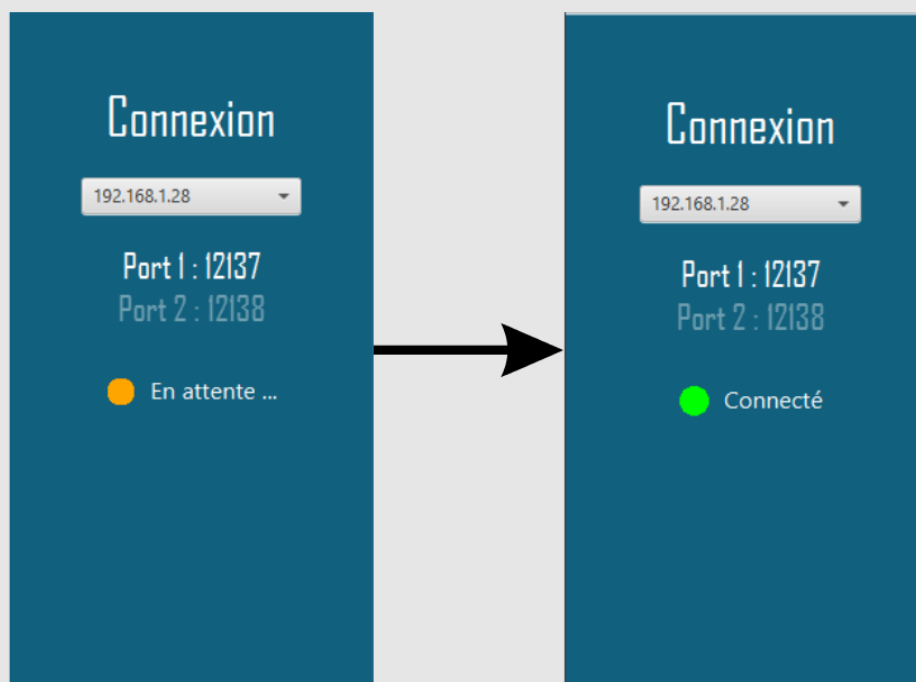 Connexion
192.168.1.28
Port 1 : 12137
Port 2 : 12138
En attente ...
Connexion
192.168.1.28
Port 1 : 12137
Port 2 : 12138
Connecté